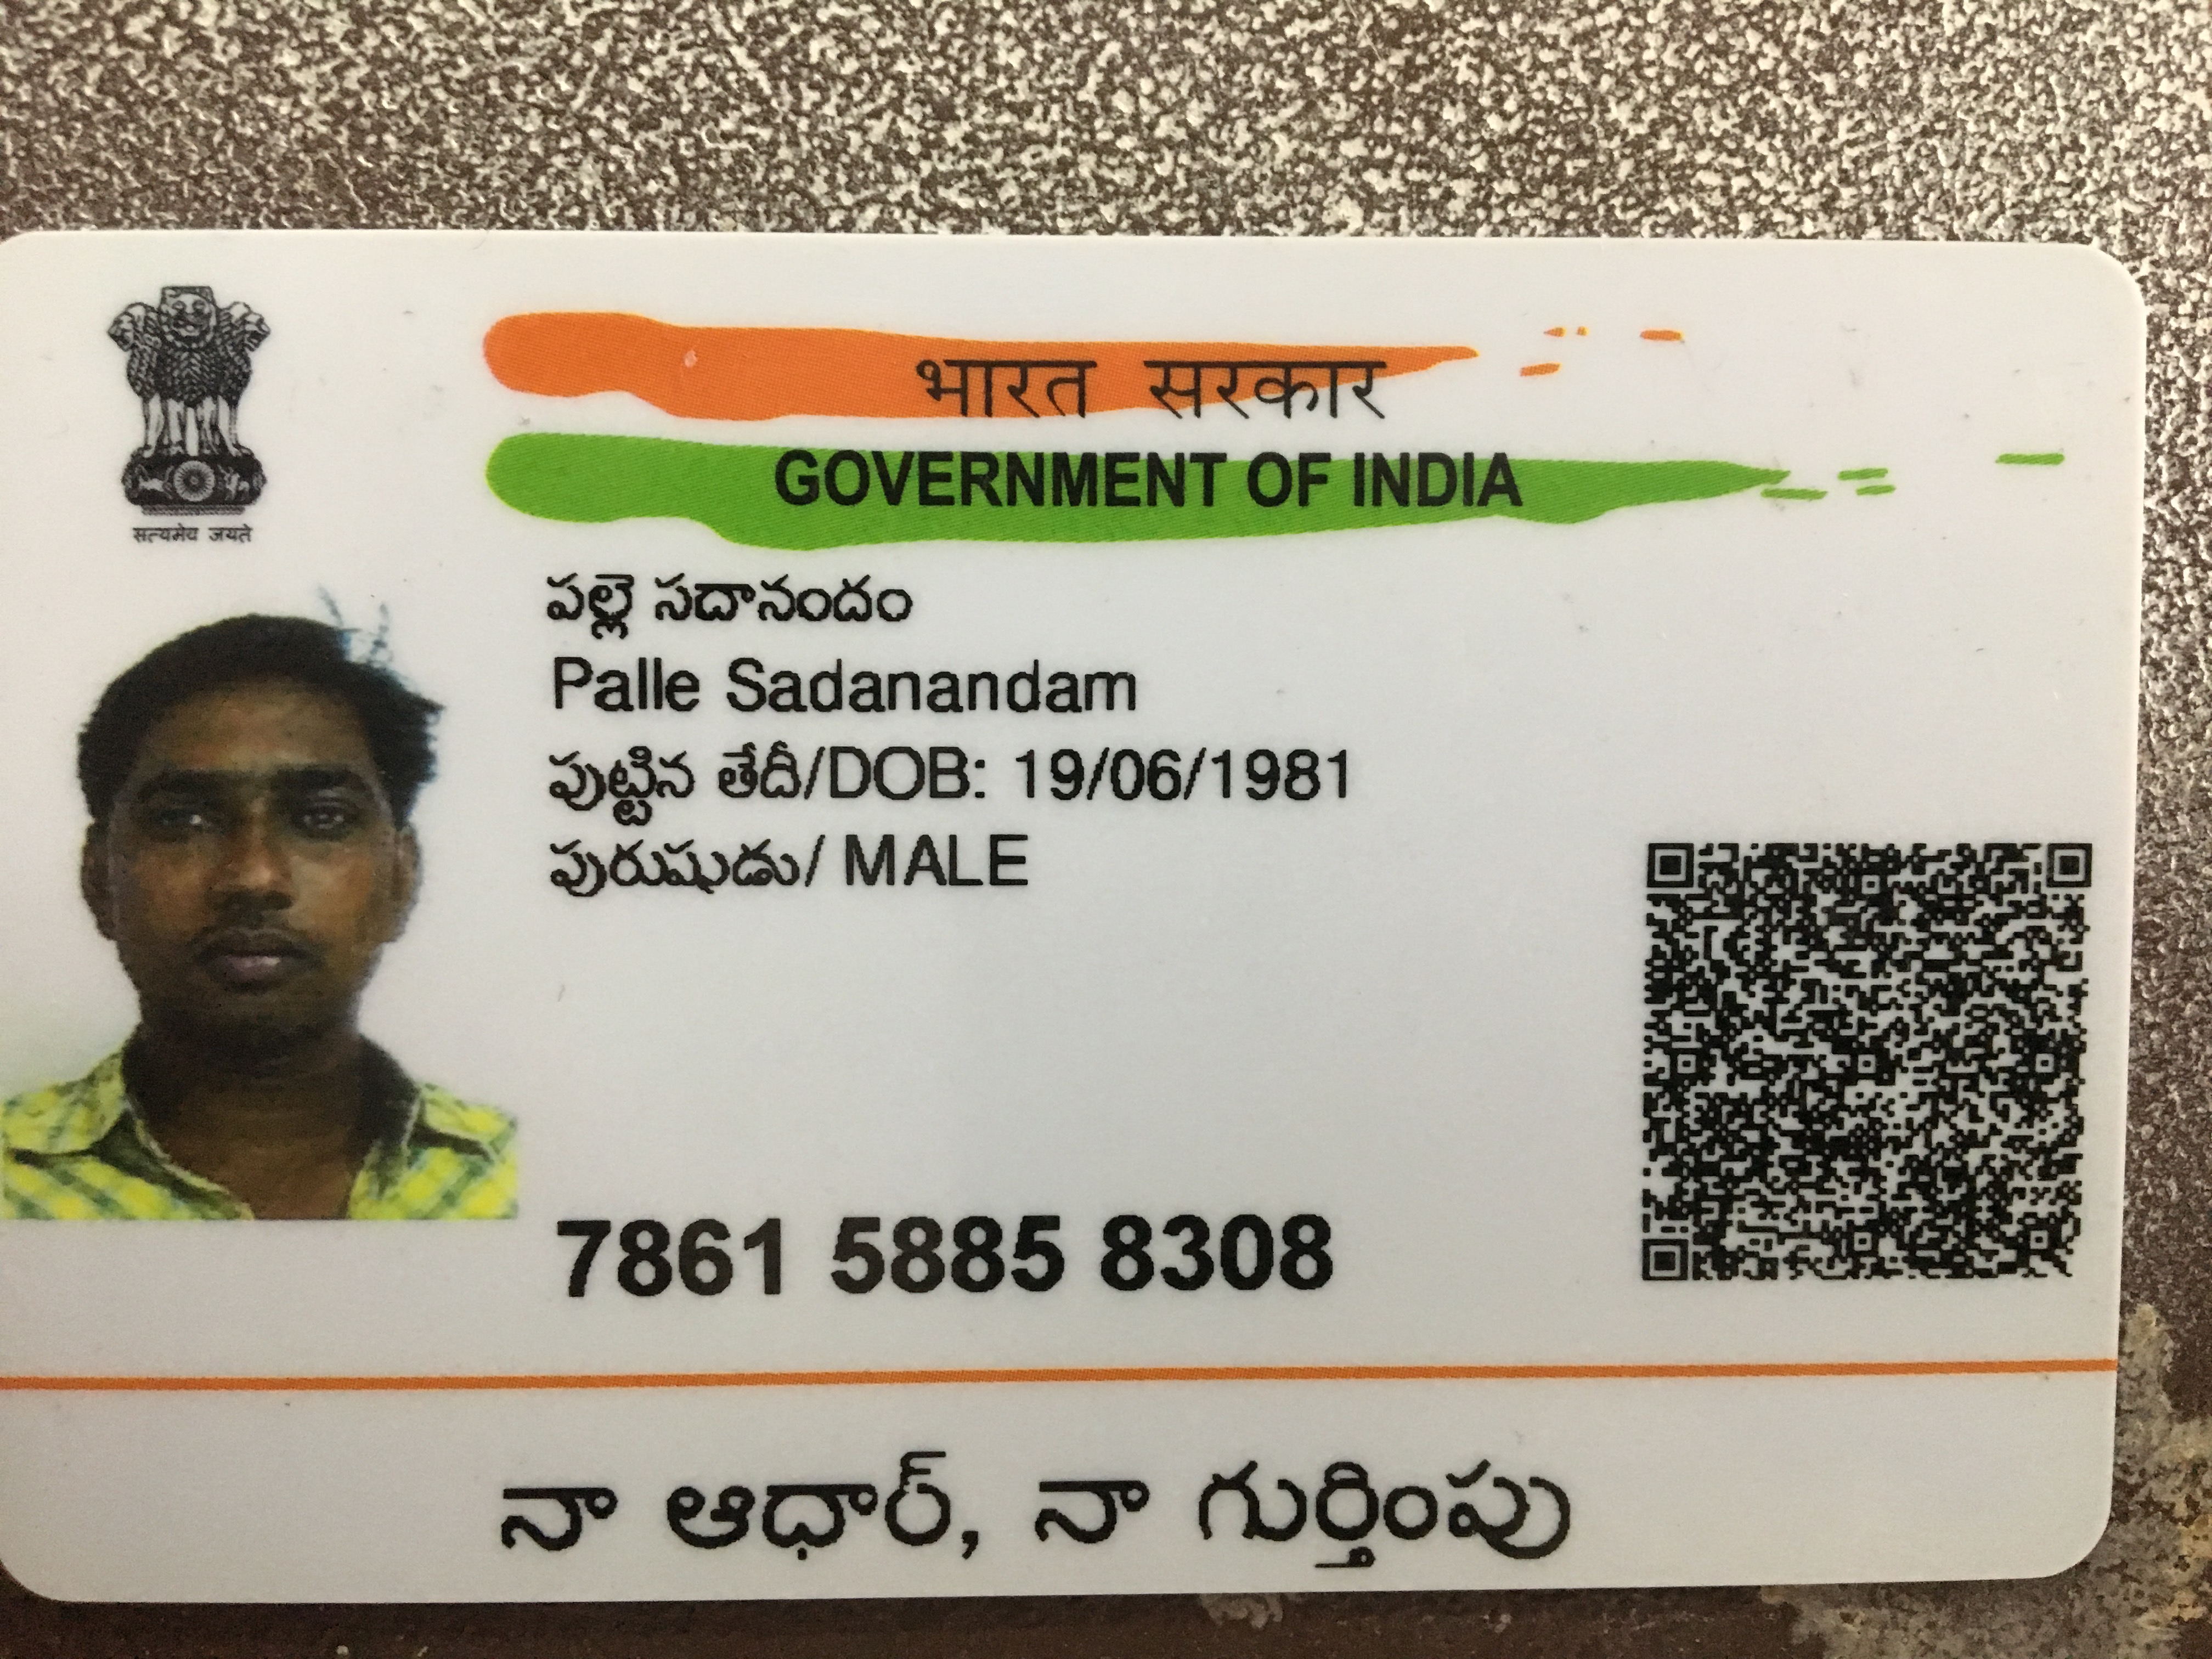 सत्यमेव जयते
भारत सरकार
GOVERNMENT OF INDIA
పల్లె సదానందం
Palle Sadanandam
పుట్టిన తేదీ/DOB: 19/06/1981
పురుషుడు/ MALE
7861 5885 8308
నా ఆధార్, నా గుర్తింపు